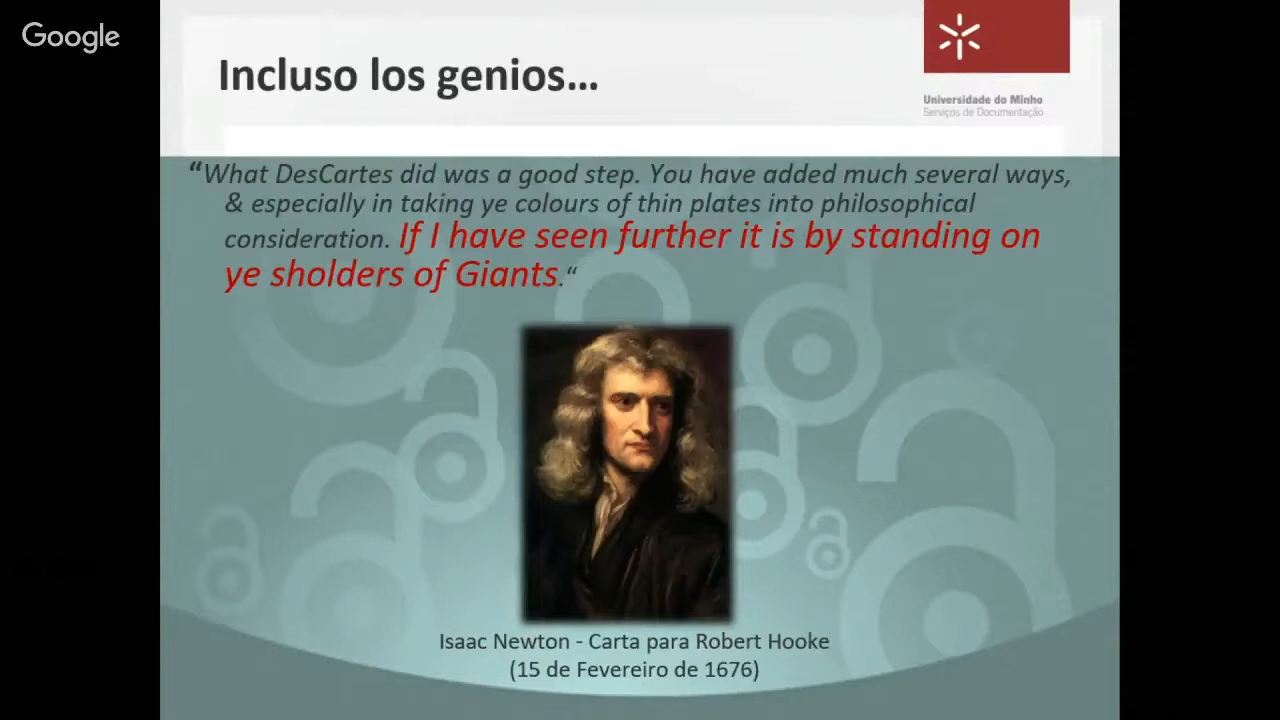 Google
Incluso los genios...
Universidade do Minho
Serviços de Documentação
“What DesCartes did was a good step. You have added much several ways,
& especially in taking ye colours of thin plates into philosophical
consideration. If I have seen further it is by standing on
ye sholders of Giants.“
Isaac Newton - Carta para Robert Hooke
(15 de Fevereiro de 1676)